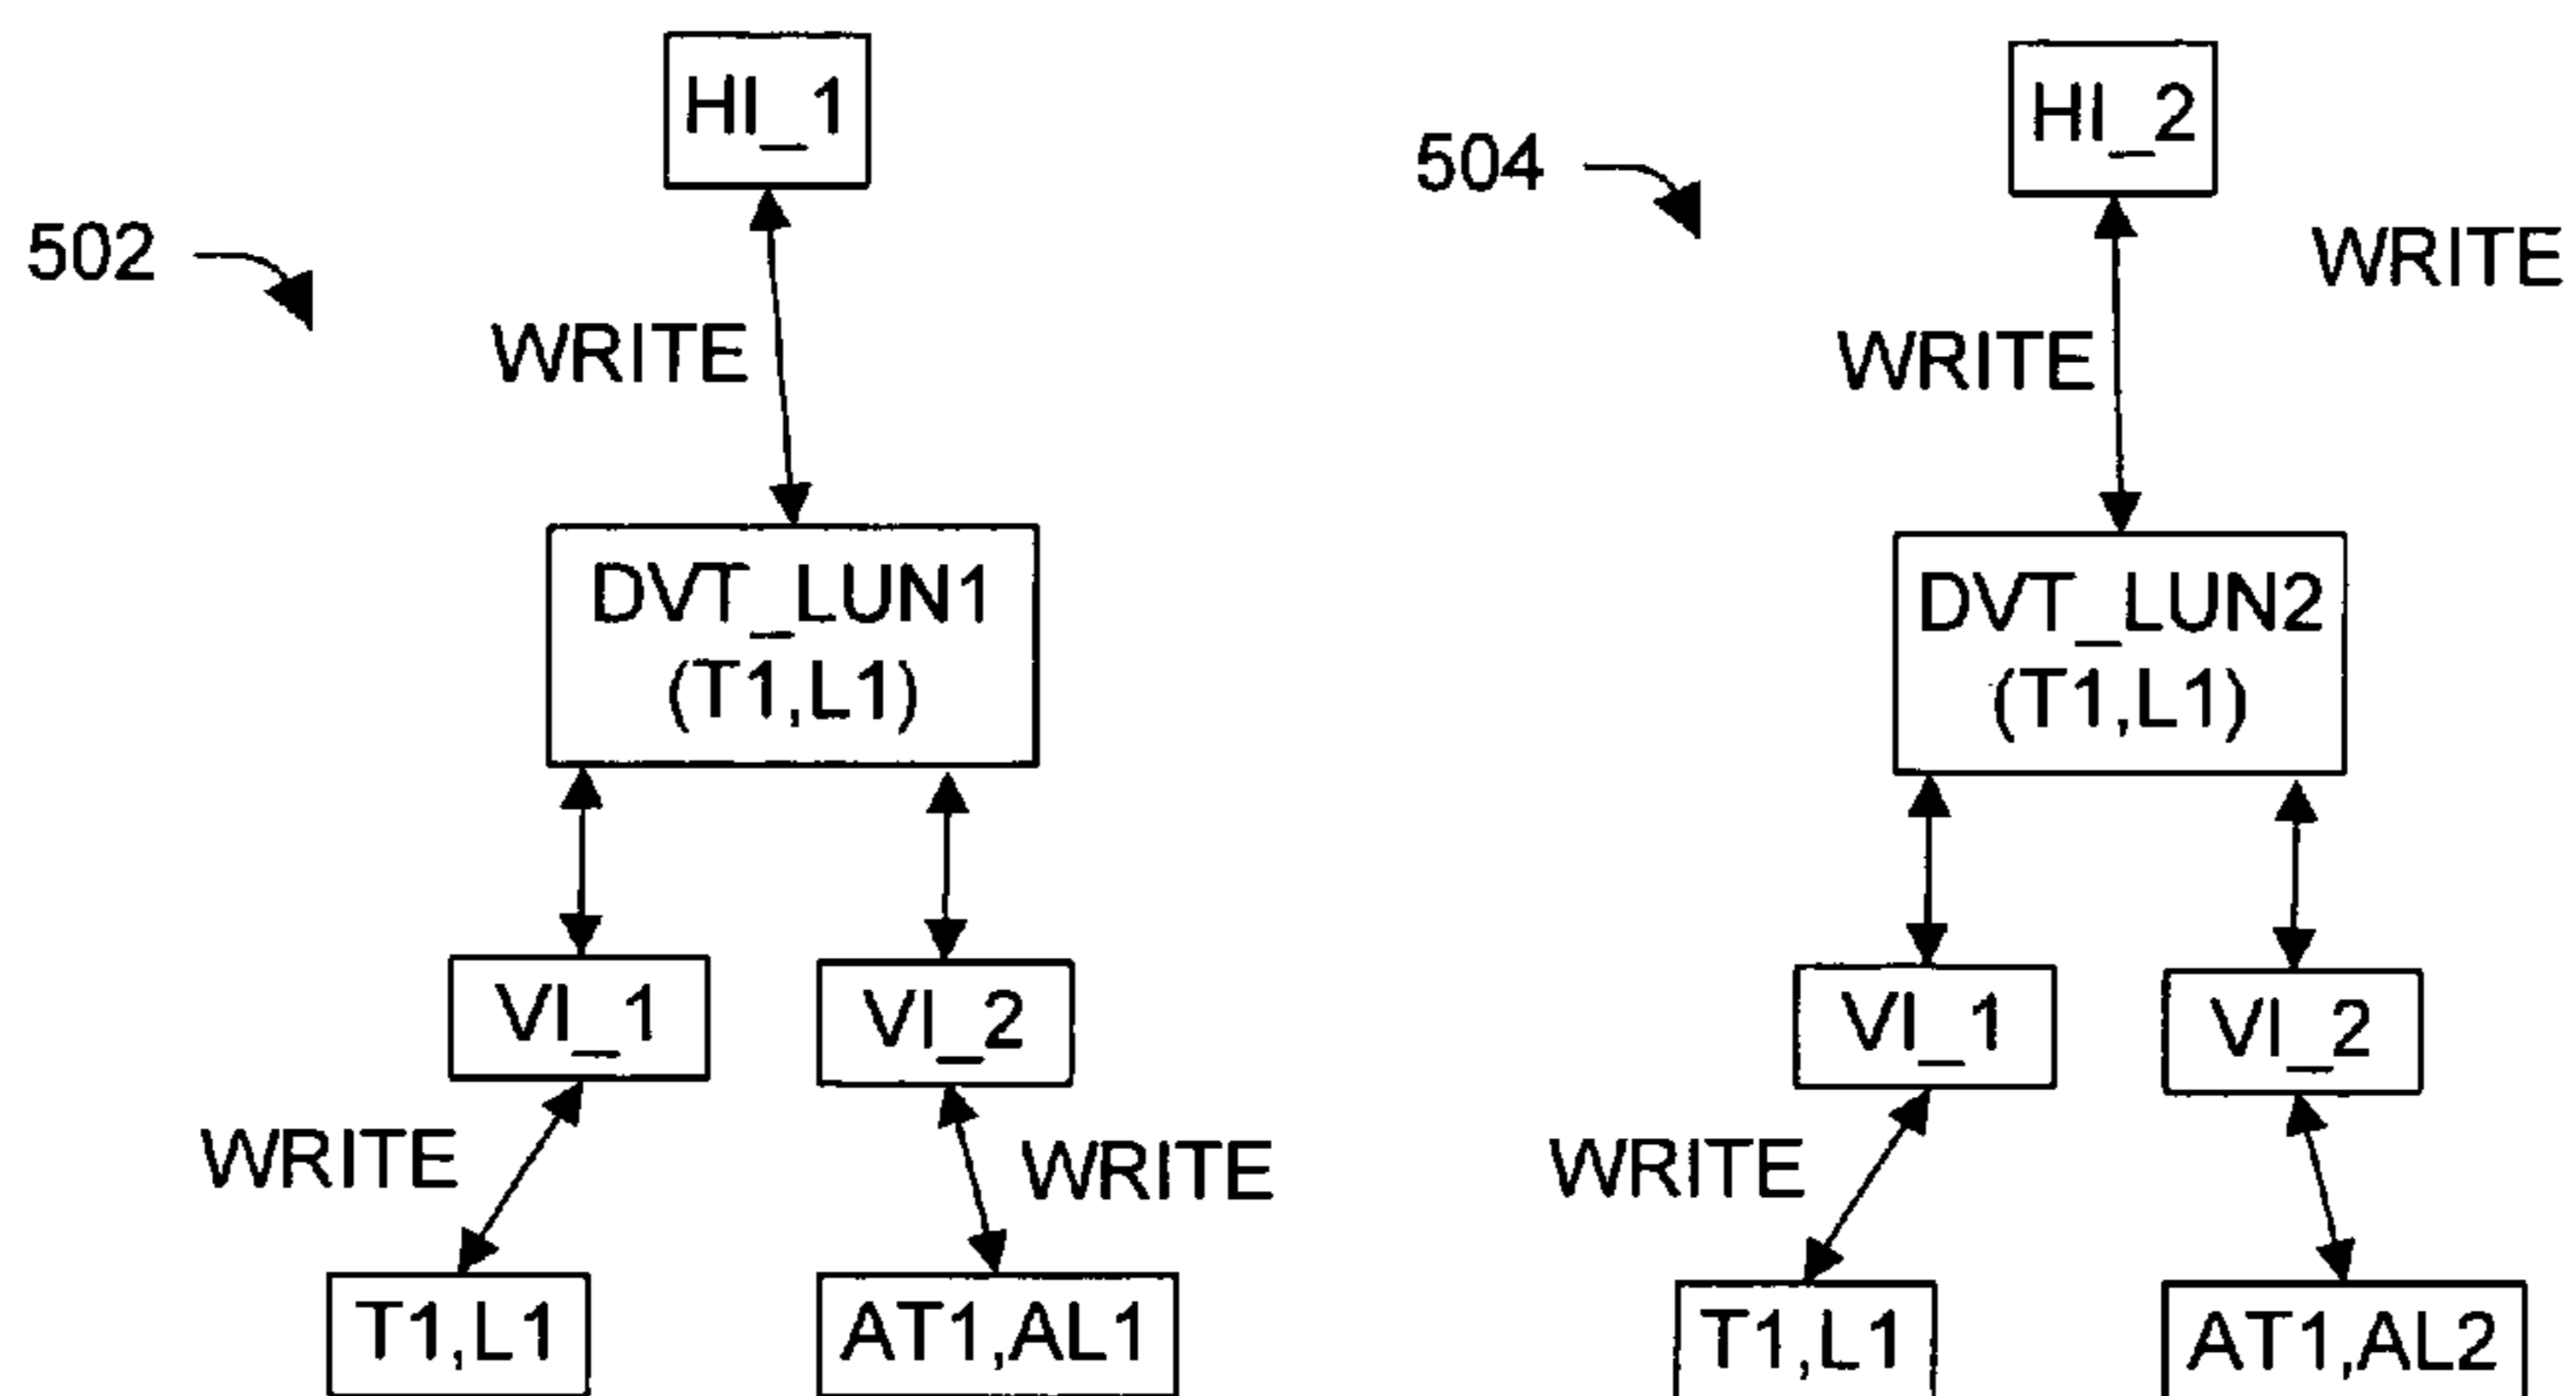 HI_1
502
WRITE
DVT_LUN1
(T1,L1)
VI_1
VI_2
WRITE
WRITE
T1,L1
AT1,AL1
HI_2
504
WRITE
WRITE
DVT_LUN2
(T1,L1)
VI_1
VI_2
WRITE
T1,L1
AT1,AL2